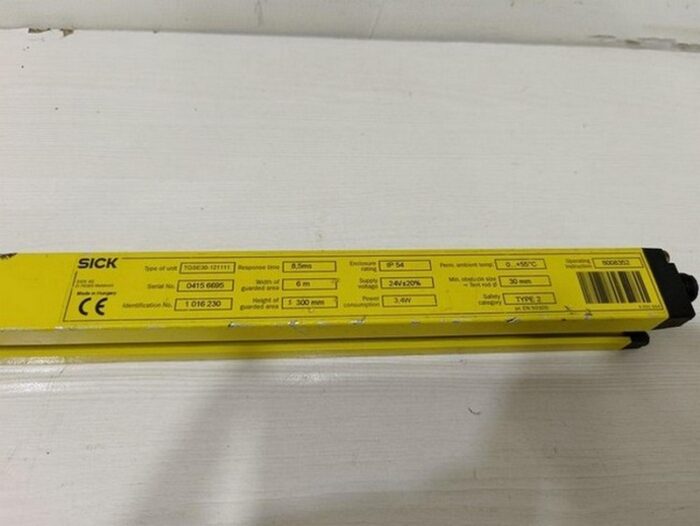 SICK
Made in Hungary
CE
Type of unit TGSE30-121111
Serial No. 0415 6695
Identification No. 1 016 230
Response time 8,5ms
Width of guarded area 6 m
Height of guarded area 300 mm
Enclosure rating IP 54
Supply voltage 24V±20%
Power consumption 3,4W
Perm. ambient temp. 0...+55°C
Min. obstacle size = Test rod ø 30 mm
Safety category TYPE 2
Operating instruction 8008352